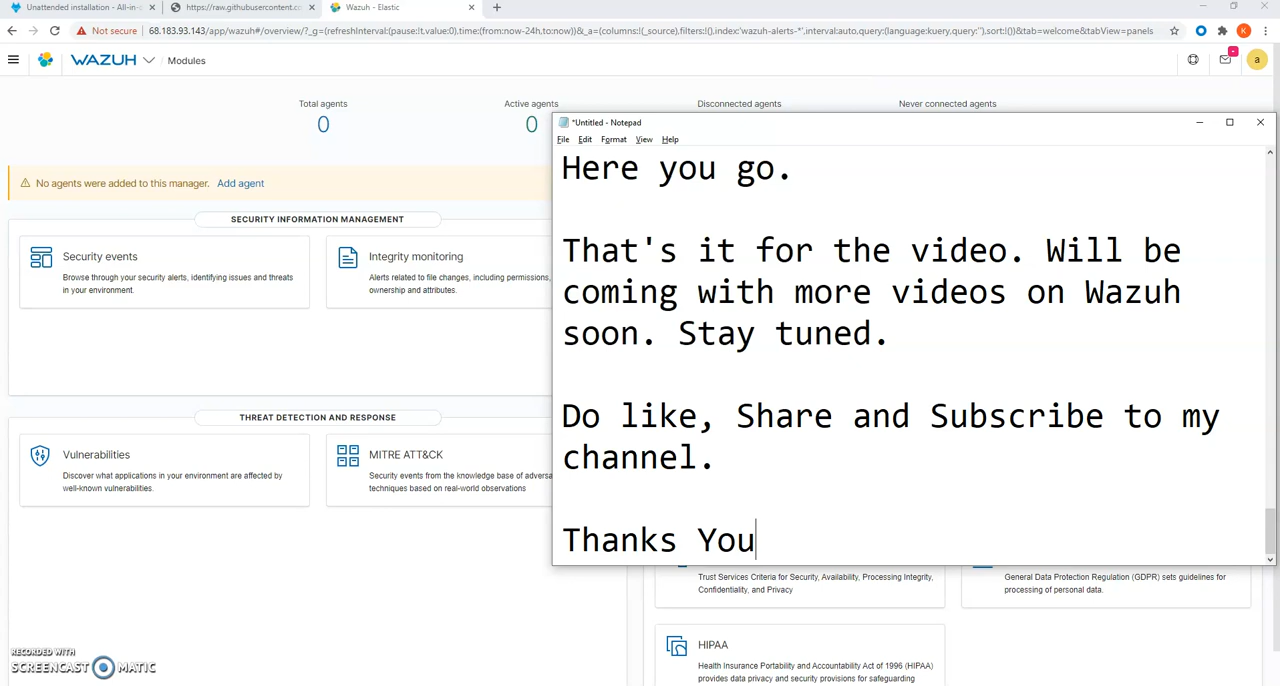 Unattended installation - All-in-
https://raw.githubusercontent.c
Wazuh - Elastic
Not secure
68.183.93.143/app/wazuh#/overview/?_g=(refreshInterval:(pause:!t,value:0),time:(from:now-24h,to:now))&_a=(columns:!(_source),filters:!(),index:'wazuh-alerts-*',interval:auto,query:(language:kuery,query:''),sort:!())&tab=welcome&tabView=panels
K
WAZUH
Modules
a
Total agents
Active agents
Disconnected agents
Never connected agents
0
0
No agents were added to this manager. Add agent
SECURITY INFORMATION MANAGEMENT
Security events
Browse through your security alerts, identifying issues and threats
in your environment.
Integrity monitoring
Alerts related to file changes, including permissions,
ownership and attributes.
THREAT DETECTION AND RESPONSE
Vulnerabilities
Discover what applications in your environment are affected by
well-known vulnerabilities.
MITRE ATT&CK
Security events from the knowledge base of adversa
techniques based on real-world observations
*Untitled - Notepad
File Edit Format View Help
Here you go.
That's it for the video. Will be
coming with more videos on Wazuh
soon. Stay tuned.
Do like, Share and Subscribe to my
channel.
Thanks You
Trust Services Criteria for Security, Availability, Processing Integrity,
Confidentiality, and Privacy
General Data Protection Regulation (GDPR) sets guidelines for
processing of personal data.
HIPAA
Health Insurance Portability and Accountability Act of 1996 (HIPAA)
provides data privacy and security provisions for safeguarding
RECORDED WITH
SCREENCAST MATIC